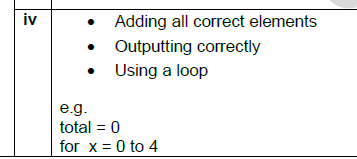 iv
• Adding all correct elements
• Outputting correctly
• Using a loop
e.g.
total = 0
for x = 0 to 4